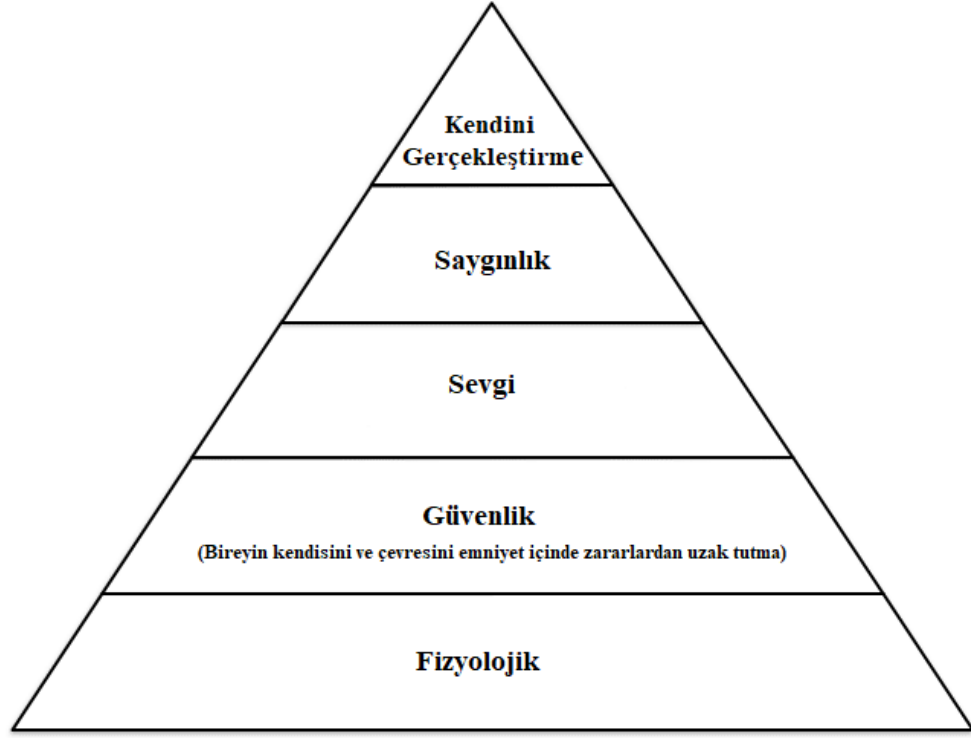 Kendini
Gerçekleştirme
Saygınlık
Sevgi
Güvenlik
(Bireyin kendisini ve çevresini emniyet içinde zararlardan uzak tutma)
Fizyolojik